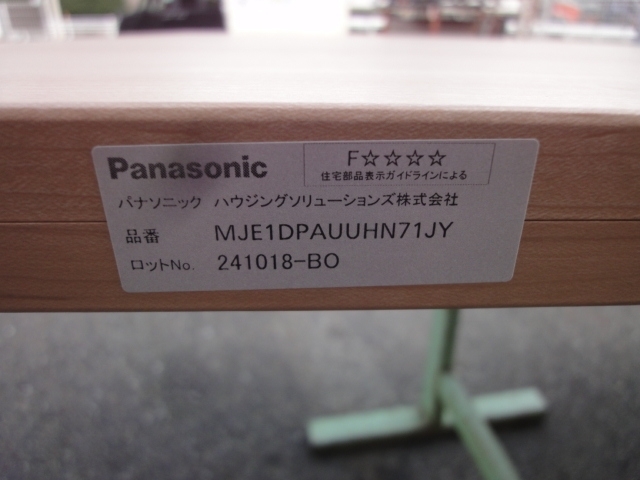 Panasonic
F☆☆☆☆
住宅部品表示ガイドラインによる
パナソニック ハウジングソリューションズ株式会社
品番 MJE1DPAUUHN71JY
ロットNo. 241018-BO